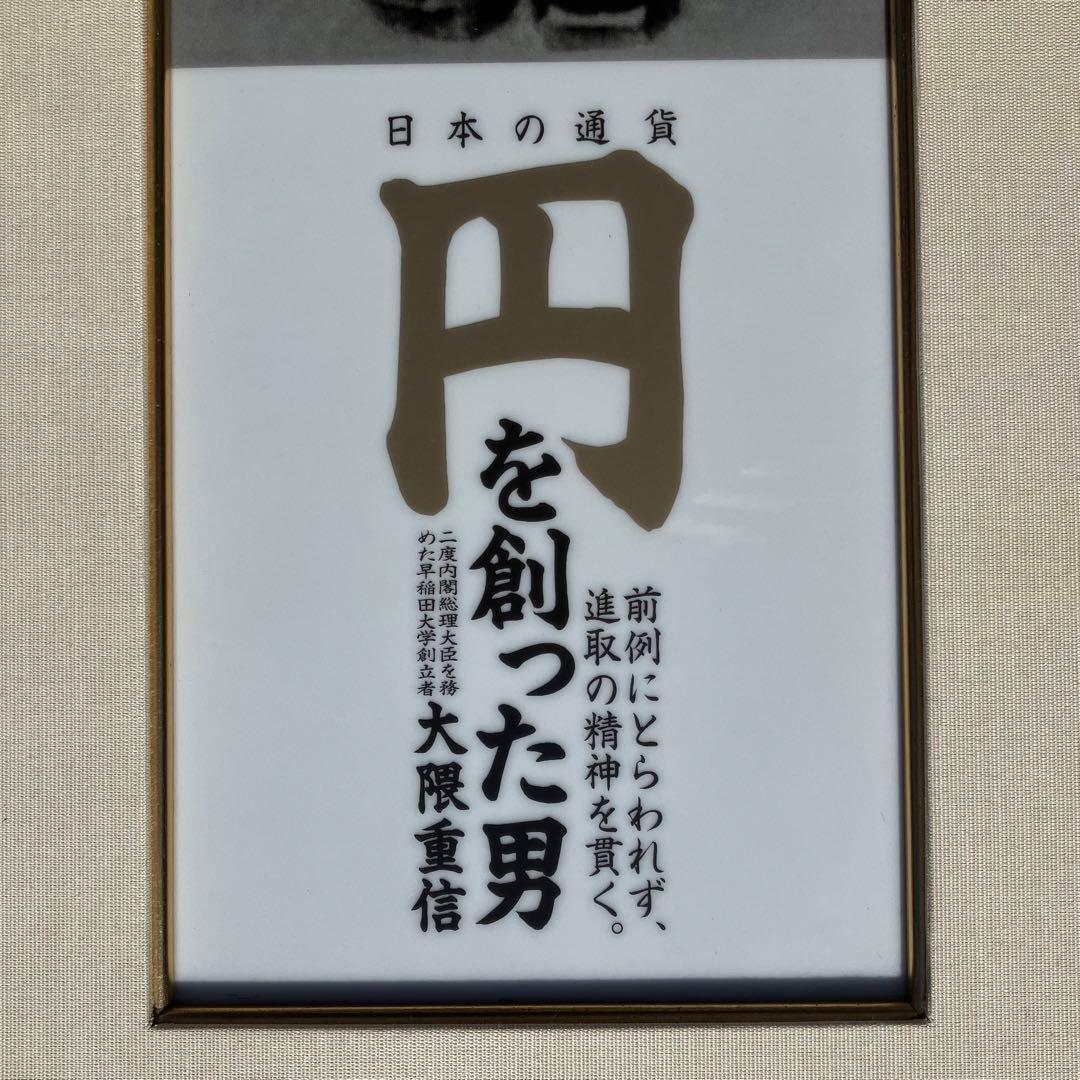 日本の通貨
円
を創った男
前例にとらわれず、
進取の精神を貫く。
二度内閣総理大臣を務
めた早稲田大学創立者
大隈重信